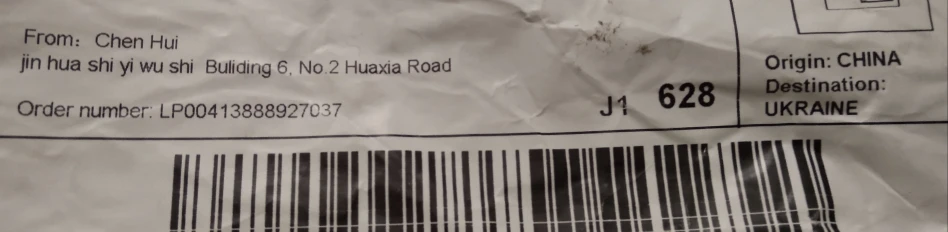 From: Chen Hui
jin hua shi yi wu shi Buliding 6, No.2 Huaxia Road
Order number: LP00413888927037
J1 628
Origin: CHINA
Destination:
UKRAINE